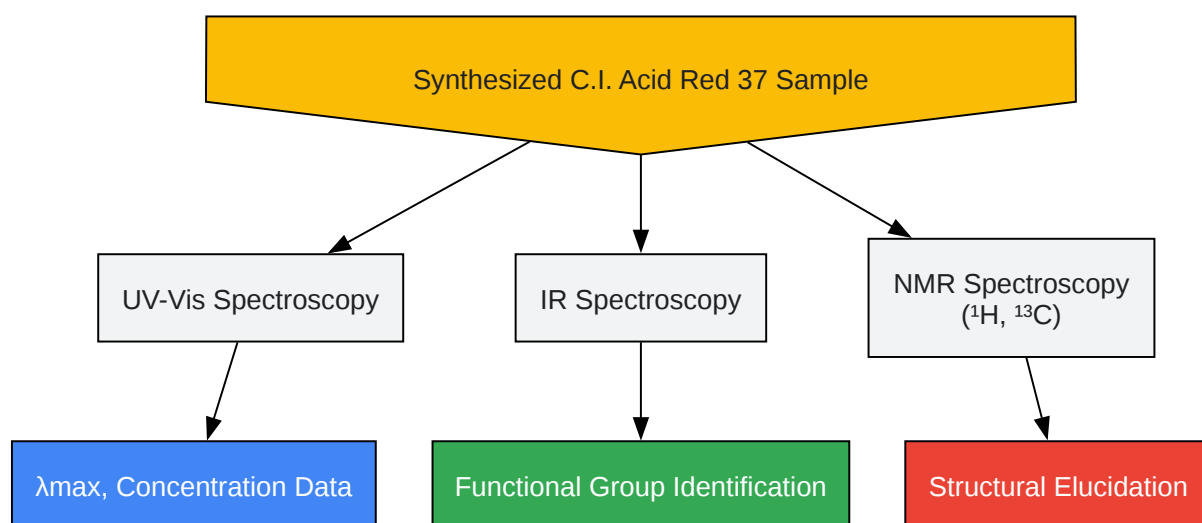 Synthesized C.I. Acid Red 37 Sample
UV-Vis Spectroscopy
IR Spectroscopy
NMR Spectroscopy
(¹H, ¹³C)
λmax, Concentration Data
Functional Group Identification
Structural Elucidation